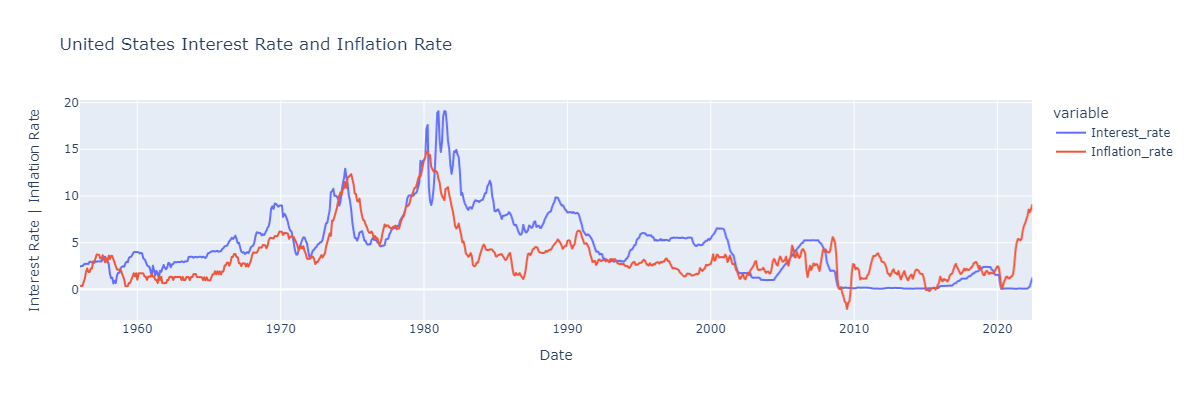 United States Interest Rate and Inflation Rate
Interest Rate | Inflation Rate
20
15
10
5
0
1960
1970
1980
1990
2000
2010
2020
Date
variable
Interest_rate
Inflation_rate